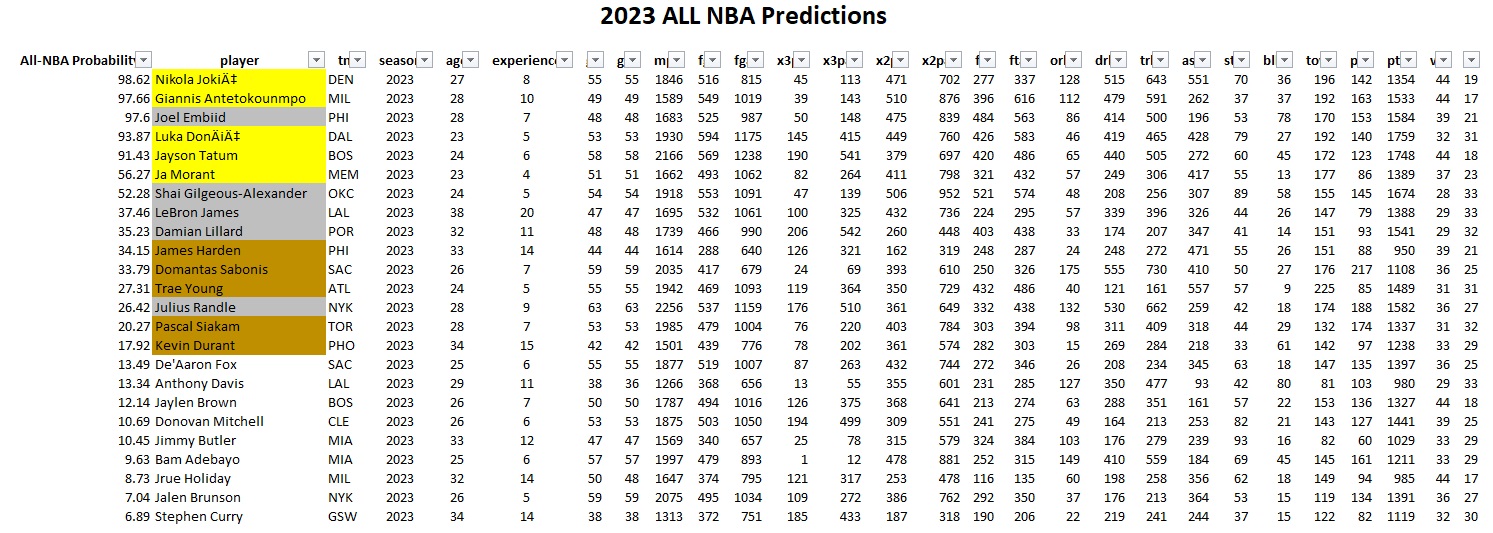 2023 ALL NBA Predictions
All-NBA Probability player tn season age experience g g mp f fg x3p x3p x2p x2p f ft orl drl trl as st bl to p pt w
98.62 Nikola JokiÄ‡ DEN 2023 27 8 55 55 1846 516 815 45 113 471 702 277 337 128 515 643 551 70 36 196 142 1354 44 19
97.66 Giannis Antetokounmpo MIL 2023 28 10 49 49 1589 549 1019 39 143 510 876 396 616 112 479 591 262 37 37 192 163 1533 44 17
97.6 Joel Embiid PHI 2023 28 7 48 48 1683 525 987 50 148 475 839 484 563 86 414 500 196 53 78 170 153 1584 39 21
93.87 Luka DonÄiÄ‡ DAL 2023 23 5 53 53 1930 594 1175 145 415 449 760 426 583 46 419 465 428 79 27 192 140 1759 32 31
91.43 Jayson Tatum BOS 2023 24 6 58 58 2166 569 1238 190 541 379 697 420 486 65 440 505 272 60 45 172 123 1748 44 18
56.27 Ja Morant MEM 2023 23 4 51 51 1662 493 1062 82 264 411 798 321 432 57 249 306 417 55 13 177 86 1389 37 23
52.28 Shai Gilgeous-Alexander OKC 2023 24 5 54 54 1918 553 1091 47 139 506 952 521 574 48 208 256 307 89 58 155 145 1674 28 33
37.46 LeBron James LAL 2023 38 20 47 47 1695 532 1061 100 325 432 736 224 295 57 339 396 326 44 26 147 79 1388 29 33
35.23 Damian Lillard POR 2023 32 11 48 48 1739 466 990 206 542 260 448 403 438 33 174 207 347 41 14 151 93 1541 29 32
34.15 James Harden PHI 2023 33 14 44 44 1614 288 640 126 321 162 319 248 287 24 248 272 471 55 26 151 88 950 39 21
33.79 Domantas Sabonis SAC 2023 26 7 59 59 2035 417 679 24 69 393 610 250 326 175 555 730 410 50 27 176 217 1108 36 25
27.31 Trae Young ATL 2023 24 5 55 55 1942 469 1093 119 364 350 729 432 486 40 121 161 557 57 9 225 85 1489 31 31
26.42 Julius Randle NYK 2023 28 9 63 63 2256 537 1159 176 510 361 649 332 438 132 530 662 259 42 18 174 188 1582 36 27
20.27 Pascal Siakam TOR 2023 28 7 53 53 1985 479 1004 76 220 403 784 303 394 98 311 409 318 44 29 132 174 1337 31 32
17.92 Kevin Durant PHO 2023 34 15 42 42 1501 439 776 78 202 361 574 282 303 15 269 284 218 33 61 142 97 1238 33 29
13.49 De'Aaron Fox SAC 2023 25 6 55 55 1877 519 1007 87 263 432 744 272 346 26 208 234 345 63 18 147 135 1397 36 25
13.34 Anthony Davis LAL 2023 29 11 38 36 1266 368 656 13 55 355 601 231 285 127 350 477 93 42 80 81 103 980 29 33
12.14 Jaylen Brown BOS 2023 26 7 50 50 1787 494 1016 126 375 368 641 213 274 63 288 351 161 57 22 153 136 1327 44 18
10.69 Donovan Mitchell CLE 2023 26 6 53 53 1875 503 1050 194 499 309 551 241 275 49 164 213 253 82 21 143 127 1441 39 25
10.45 Jimmy Butler MIA 2023 33 12 47 47 1569 340 657 25 78 315 579 324 384 103 176 279 239 93 16 82 60 1029 33 29
9.63 Bam Adebayo MIA 2023 25 6 57 57 1997 479 893 1 12 478 881 252 315 149 410 559 184 69 45 145 161 1211 33 29
8.73 Jrue Holiday MIL 2023 32 14 50 48 1647 374 795 121 317 253 478 116 135 60 198 258 356 62 18 149 94 985 44 17
7.04 Jalen Brunson NYK 2023 26 5 59 59 2075 495 1034 109 272 386 762 292 350 37 176 213 364 53 15 119 134 1391 36 27
6.89 Stephen Curry GSW 2023 34 14 38 38 1313 372 751 185 433 187 318 190 206 22 219 241 244 37 15 122 82 1119 32 30